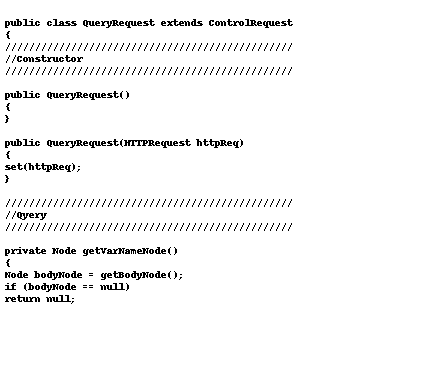 public class QueryRequest extends ControlRequest
{
////////////////////////////////////////////////
//Constructor
////////////////////////////////////////////////
public QueryRequest()
{
}
public QueryRequest(HTTPRequest httpReq)
{
set(httpReq);
}
////////////////////////////////////////////////
//Qyery
////////////////////////////////////////////////
private Node getVarNameNode()
{
Node bodyNode = getBodyNode();
if (bodyNode == null)
return null;